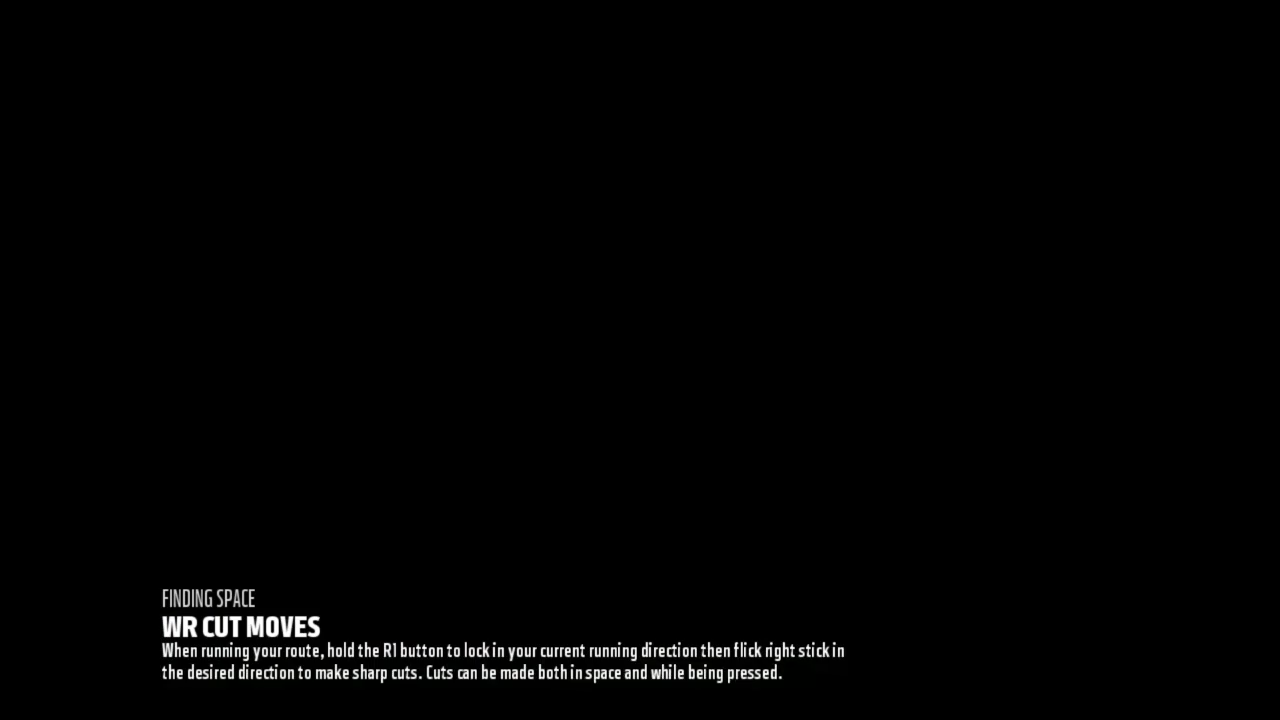 FINDING SPACE
WR CUT MOVES
When running your route, hold the R1 button to lock in your current running direction then flick right stick in
the desired direction to make sharp cuts. Cuts can be made both in space and while being pressed.